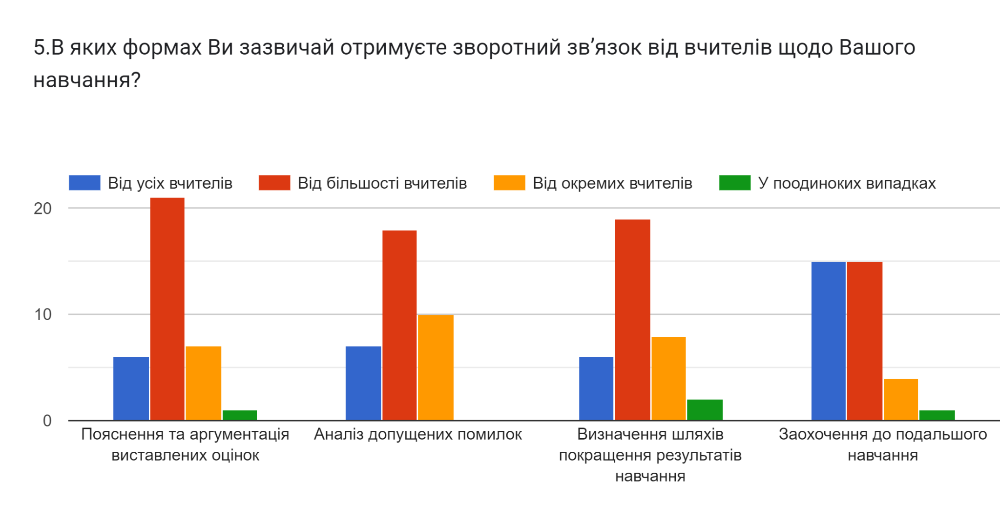 5.В яких формах Ви зазвичай отримуєте зворотний зв’язок від вчителів щодо Вашого
навчання?
Від усіх вчителів
Від більшості вчителів
Від окремих вчителів
У поодиноких випадках
20
10
0
Пояснення та аргументація
виставлених оцінок
Аналіз допущених помилок
Визначення шляхів
покращення результатів
навчання
Заохочення до подальшого
навчання